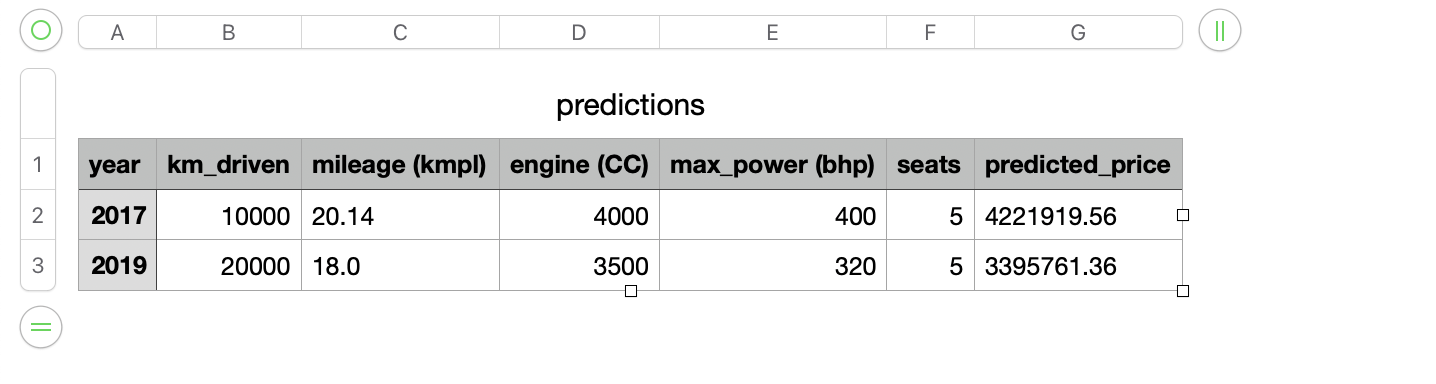 A B C D E F G
predictions
1 year km_driven mileage (kmpl) engine (CC) max_power (bhp) seats predicted_price
2 2017 10000 20.14 4000 400 5 4221919.56
3 2019 20000 18.0 3500 320 5 3395761.36